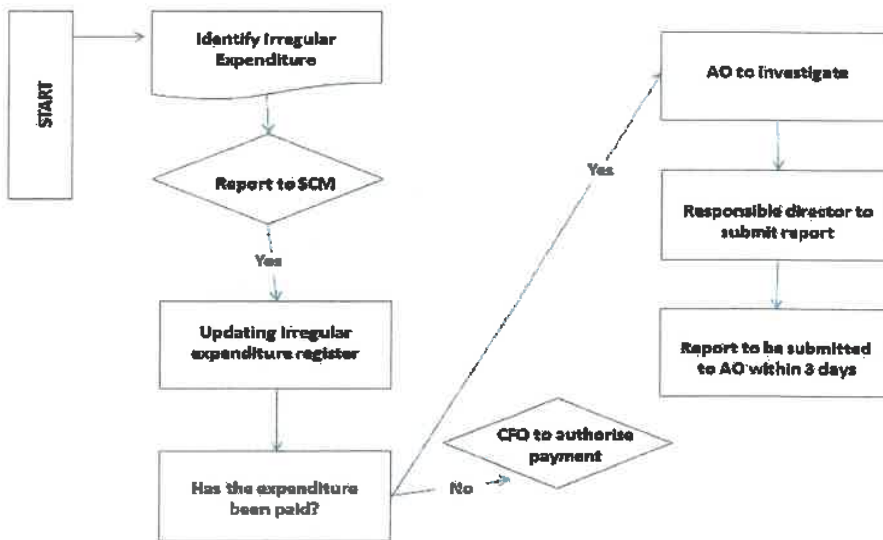 START
Identify Irregular
Expenditure
Report to SCM
Yes
Updating Irregular
expenditure register
Has the expenditure
been paid?
No
CFO to authorise
payment
Yes
AO to Investigate
Responsible director to
submit report
Report to be submitted
to AO within 3 days